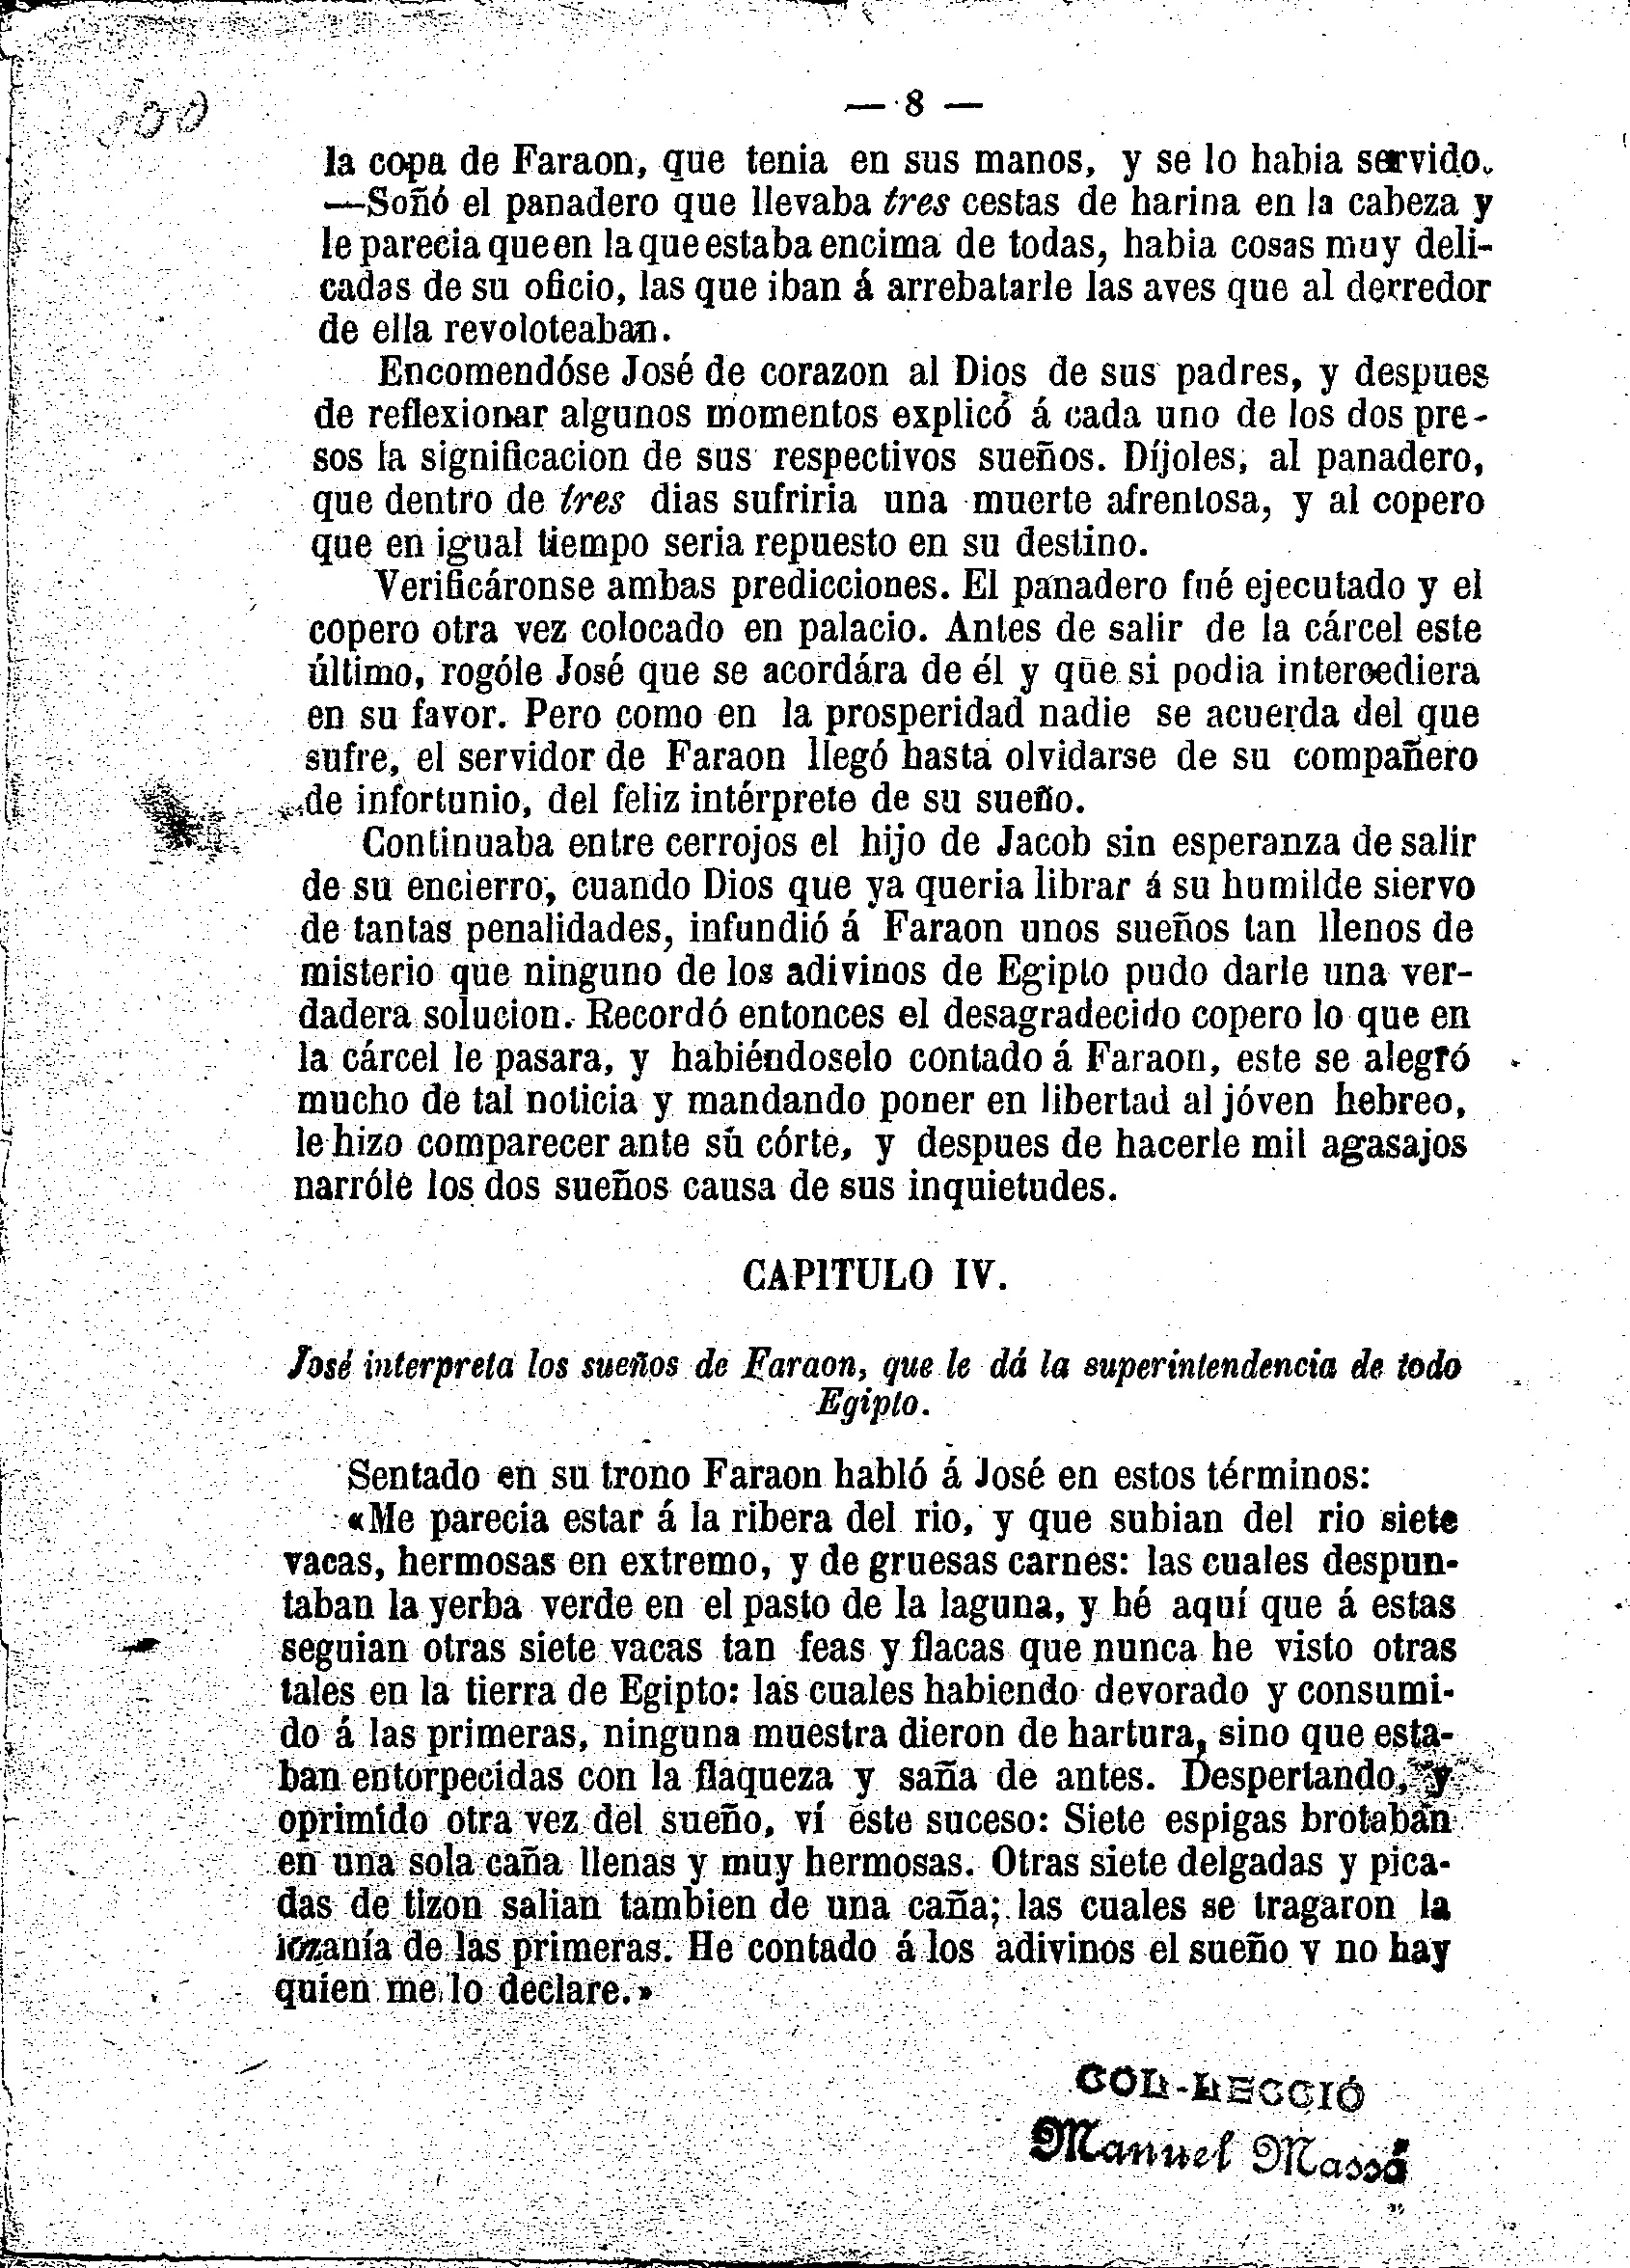 — 8 —
la copa de Faraon, que tenia en sus manos, y se lo habia servido.
—Soñó el panadero que llevaba tres cestas de harina en la cabeza y
le parecia que en la que estaba encima de todas, habia cosas muy deli-
cadas de su oficio, las que iban á arrebatarle las aves que al derredor
de ella revoloteaban.
Encomendóse José de corazon al Dios de sus padres, y despues
de reflexionar algunos momentos explicó á cada uno de los dos pre-
sos la significacion de sus respectivos sueños. Díjoles, al panadero,
que dentro de tres dias sufriria una muerte afrentosa, y al copero
que en igual tiempo seria repuesto en su destino.
Verificáronse ambas predicciones. El panadero fué ejecutado y el
copero otra vez colocado en palacio. Antes de salir de la cárcel este
último, rogóle José que se acordára de él y que si podia intercediera
en su favor. Pero como en la prosperidad nadie se acuerda del que
sufre, el servidor de Faraon llegó hasta olvidarse de su compañero
de infortunio, del feliz intérprete de su sueño.
Continuaba entre cerrojos el hijo de Jacob sin esperanza de salir
de su encierro, cuando Dios que ya queria librar á su humilde siervo
de tantas penalidades, infundió á Faraon unos sueños tan llenos de
misterio que ninguno de los adivinos de Egipto pudo darle una ver-
dadera solucion. Recordó entonces el desagradecido copero lo que en
la cárcel le pasara, y habiéndoselo contado á Faraon, este se alegró
mucho de tal noticia y mandando poner en libertad al jóven hebreo,
le hizo comparecer ante su córte, y despues de hacerle mil agasajos
narróle los dos sueños causa de sus inquietudes.
CAPITULO IV.
José interpreta los sueños de Faraon, que le dá la superintendencia de todo
Egipto.
Sentado en su trono Faraon habló á José en estos términos:
«Me parecia estar á la ribera del rio, y que subian del rio siete
vacas, hermosas en extremo, y de gruesas carnes: las cuales despun-
taban la yerba verde en el pasto de la laguna, y hé aquí que á estas
seguian otras siete vacas tan feas y flacas que nunca he visto otras
tales en la tierra de Egipto: las cuales habiendo devorado y consumi-
do á las primeras, ninguna muestra dieron de hartura, sino que esta-
ban entorpecidas con la flaqueza y saña de antes. Despertando, y
oprimido otra vez del sueño, ví este suceso: Siete espigas brotaban
en una sola caña llenas y muy hermosas. Otras siete delgadas y pica-
das de tizon salian tambien de una caña; las cuales se tragaron la
lozanía de las primeras. He contado á los adivinos el sueño y no hay
quien me lo declare.»
COL-LECCIÓ
Manuel Massó